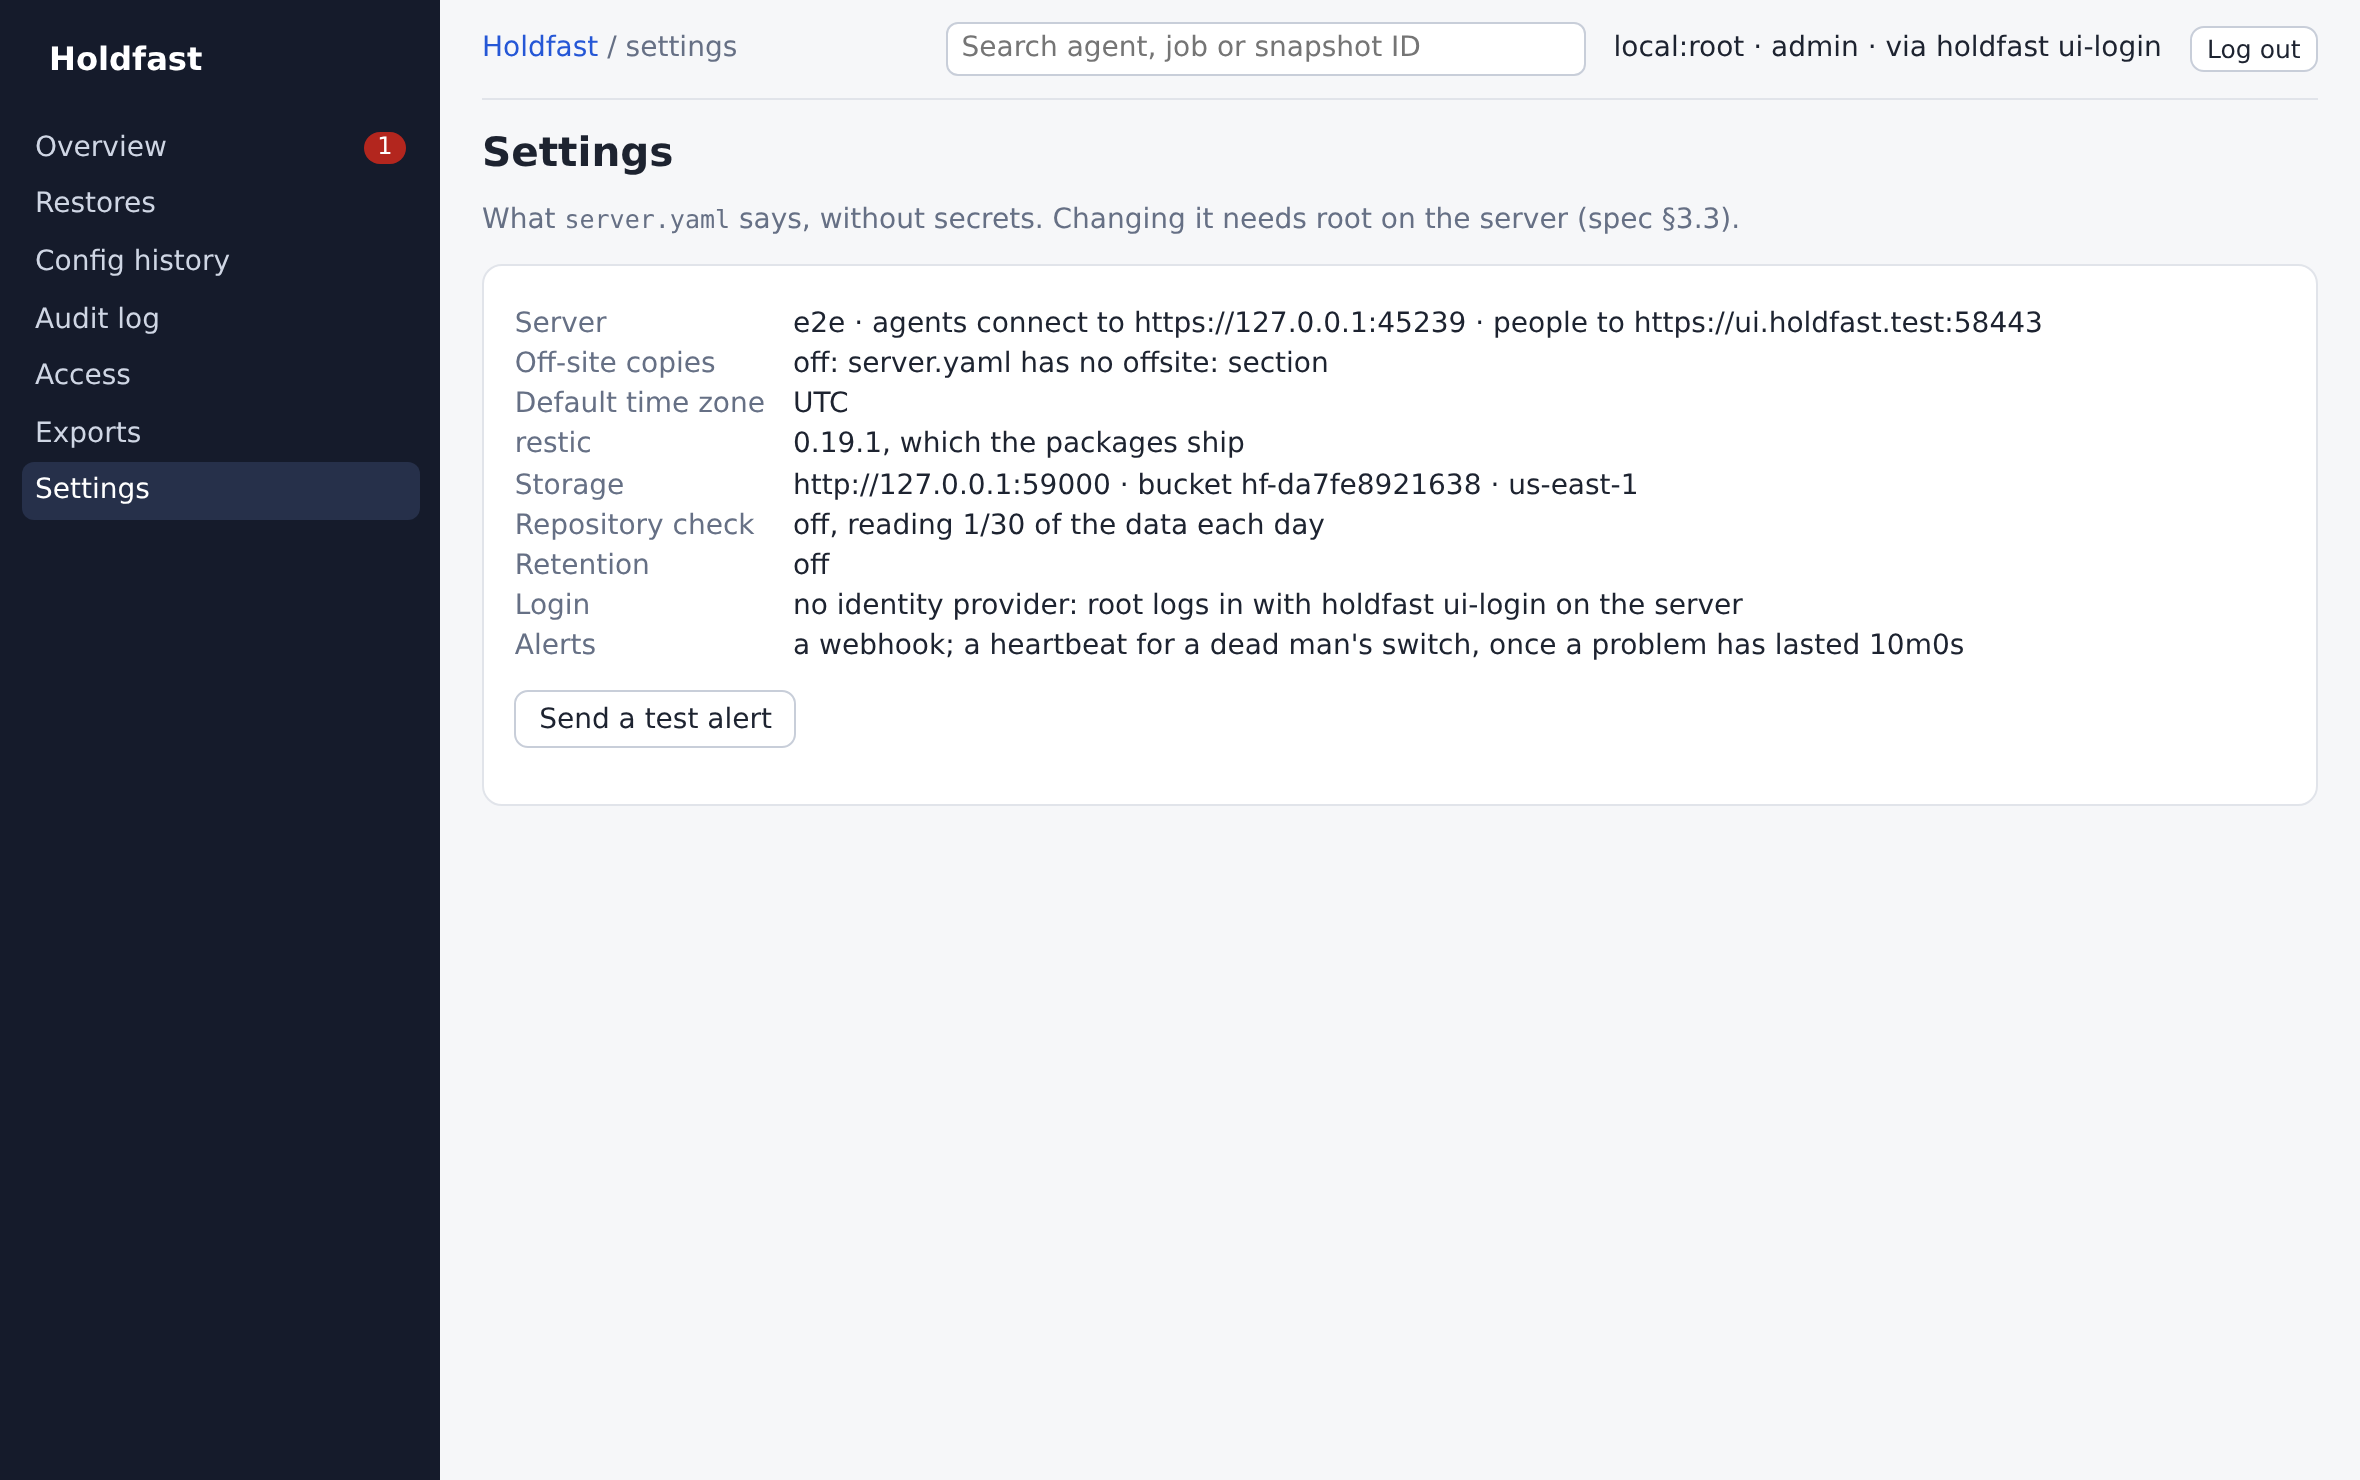 Holdfast
Overview 1
Restores
Config history
Audit log
Access
Exports
Settings
Holdfast / settings
Search agent, job or snapshot ID
local:root · admin · via holdfast ui-login
Log out
Settings
What server.yaml says, without secrets. Changing it needs root on the server (spec §3.3).
Server e2e · agents connect to https://127.0.0.1:45239 · people to https://ui.holdfast.test:58443
Off-site copies off: server.yaml has no offsite: section
Default time zone UTC
restic 0.19.1, which the packages ship
Storage http://127.0.0.1:59000 · bucket hf-da7fe8921638 · us-east-1
Repository check off, reading 1/30 of the data each day
Retention off
Login no identity provider: root logs in with holdfast ui-login on the server
Alerts a webhook; a heartbeat for a dead man's switch, once a problem has lasted 10m0s
Send a test alert